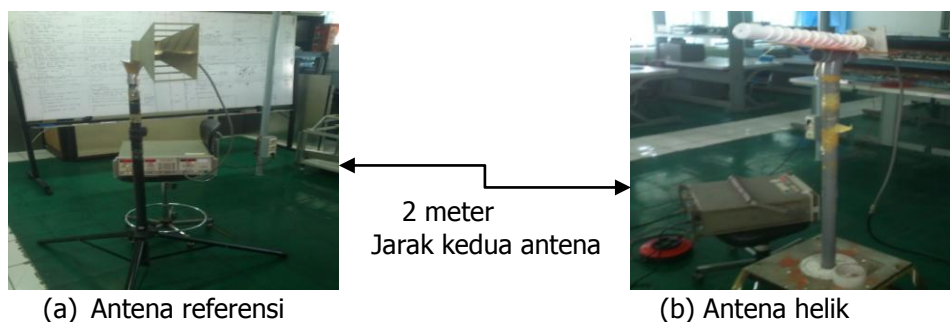 2 meter
Jarak kedua antena
(a) Antena referensi
(b) Antena helik